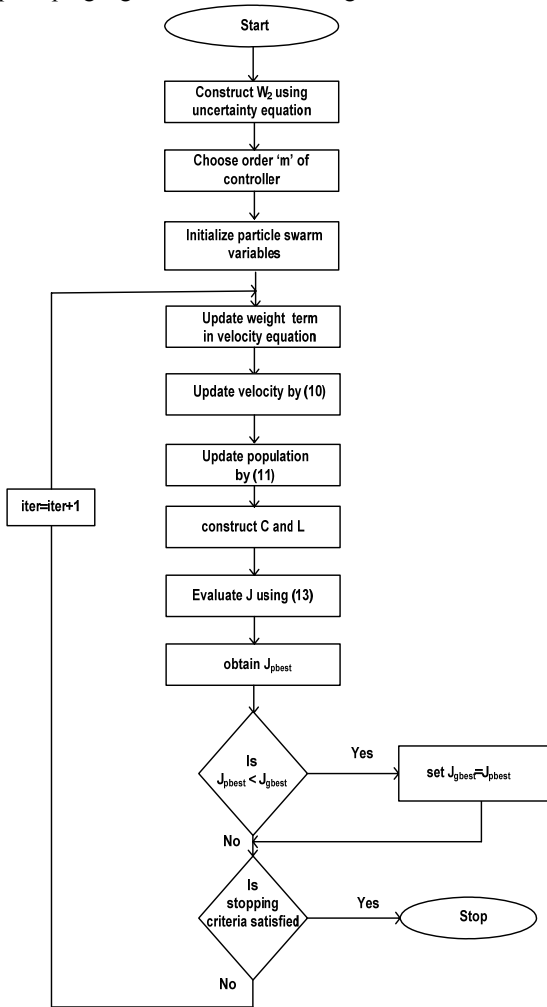 Start
Construct W₂ using
uncertainty equation
Choose order ‘m’ of
controller
Initialize particle swarm
variables
Update weight term
in velocity equation
Update velocity by (10)
Update population
by (11)
iter=iter+1
construct C and L
Evaluate J using (13)
obtain Jpbest
Is
Jpbest < Jgbest
Yes
set Jgbest=Jpbest
No
Is
stopping
criteria satisfied
Yes
Stop
No